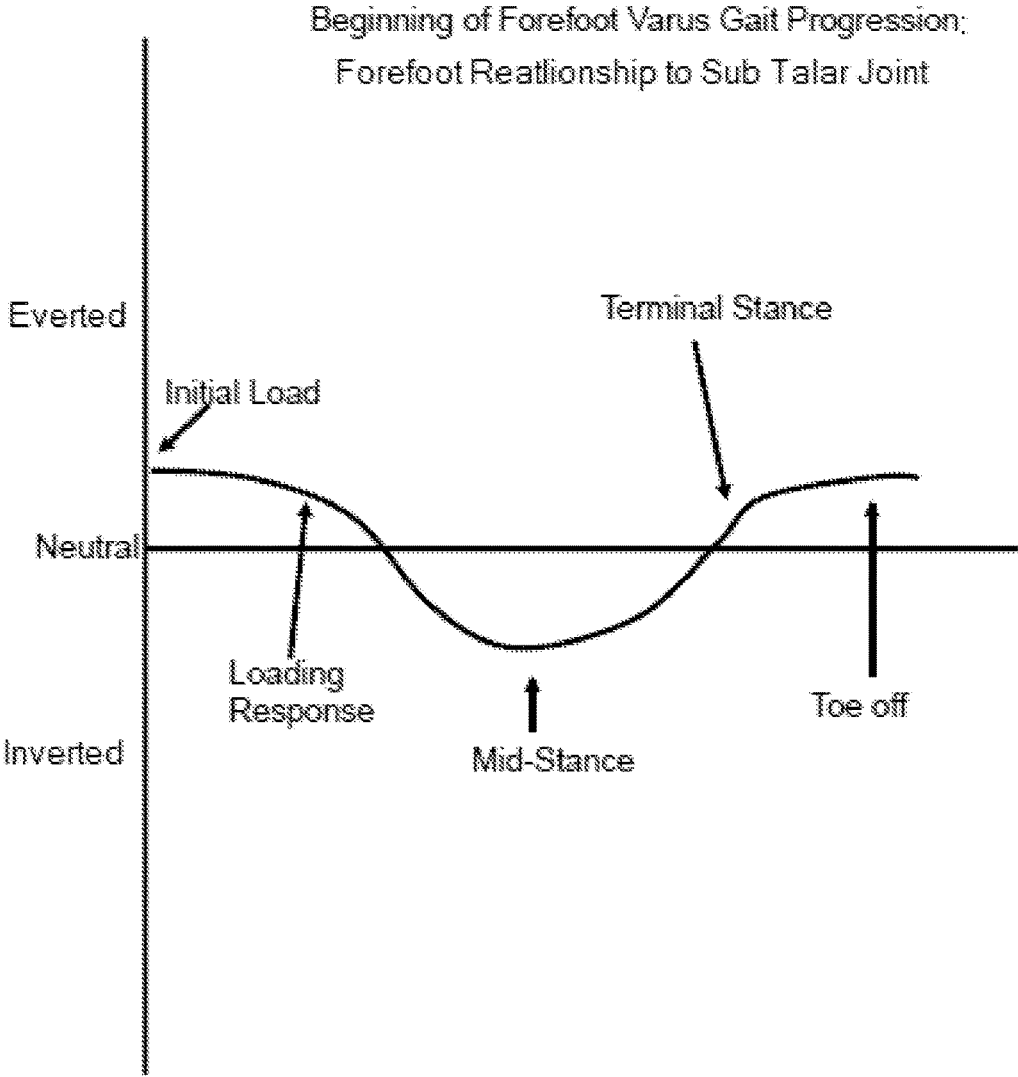 Beginning of Forefoot Varus Gait Progression:
Forefoot Reatlionship to Sub Talar Joint
Everted
Terminal Stance
Initial Load
Neutral
Loading
Response
Toe off
Inverted
Mid-Stance